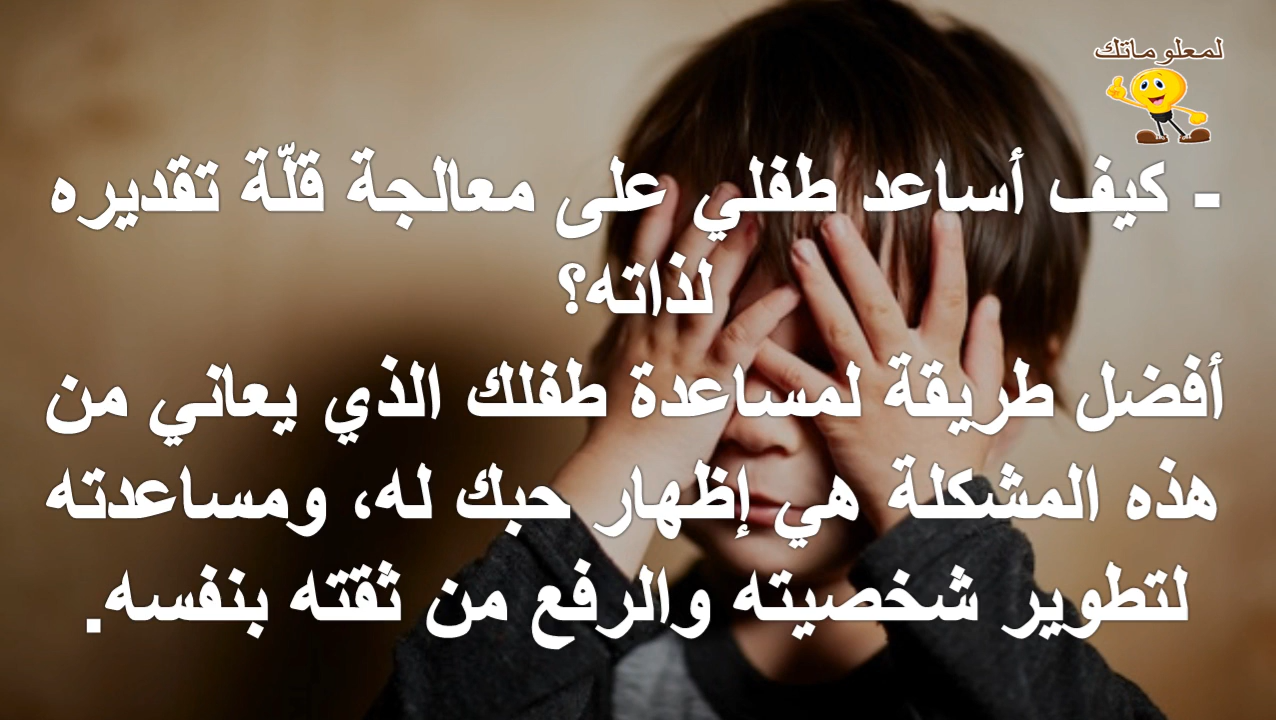 لمعلوماتك
- كيف أساعد طفلي على معالجة قلّة تقديره
لذاته؟
أفضل طريقة لمساعدة طفلك الذي يعاني من
هذه المشكلة هي إظهار حبك له، ومساعدته
لتطوير شخصيته والرفع من ثقته بنفسه.